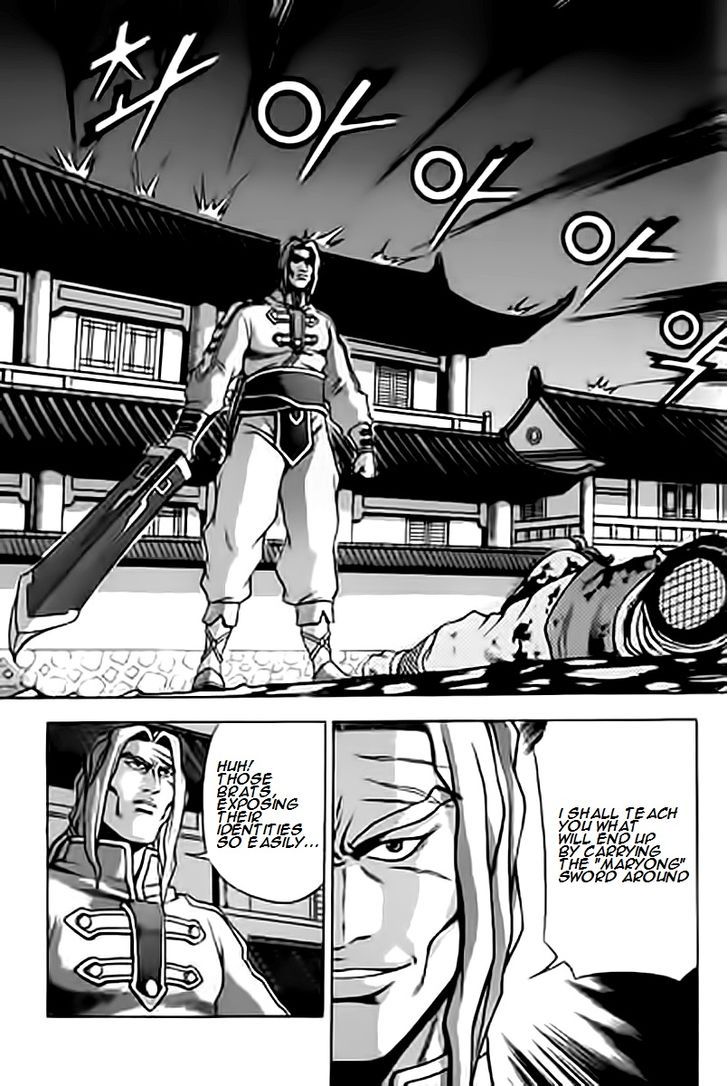 촤아아아악
HUH!
THOSE
BRATS,
EXPOSING
THEIR
IDENTITIES
SO EASILY...
I SHALL TEACH
YOU WHAT
WILL END UP
BY CARRYING
THE "MARYONG"
SWORD AROUND